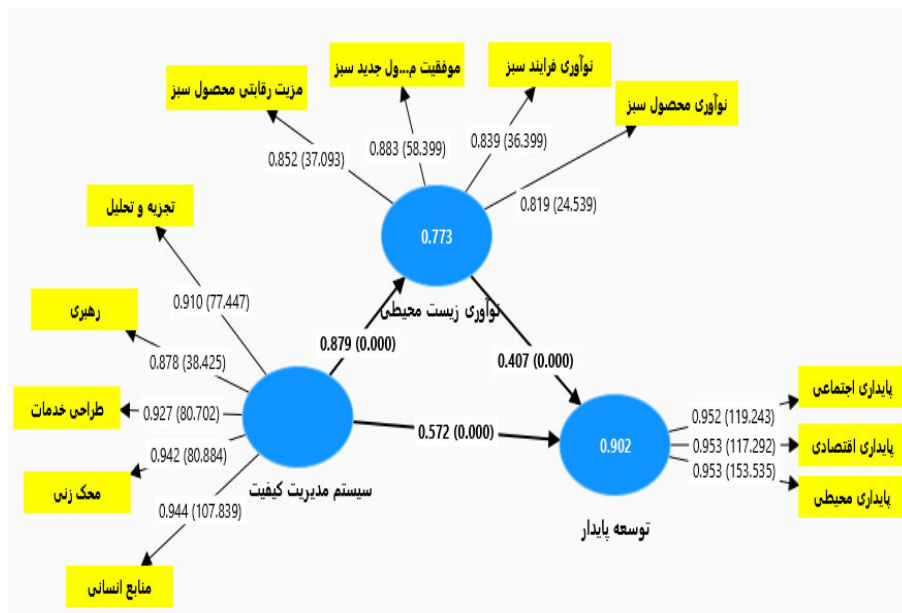 موفقیت م...ول جدید سبز
نوآوری فرایند سبز
مزیت رقابتی محصول سبز
نوآوری محصول سبز
0.852 (37.093)
0.883 (58.399)
0.839 (36.399)
0.819 (24.539)
تجزیه و تحلیل
0.773
نوآوری زیست محیطی
0.910 (77.447)
رهبری
0.878 (38.425)
0.879 (0.000)
0.407 (0.000)
طراحی خدمات
0.927 (80.702)
0.572 (0.000)
0.902
پایداری اجتماعی
0.952 (119.243)
پایداری اقتصادی
0.953 (117.292)
پایداری محیطی
0.953 (153.535)
محک زنی
0.942 (80.884)
سیستم مدیریت کیفیت
0.944 (107.839)
توسعه پایدار
منابع انسانی